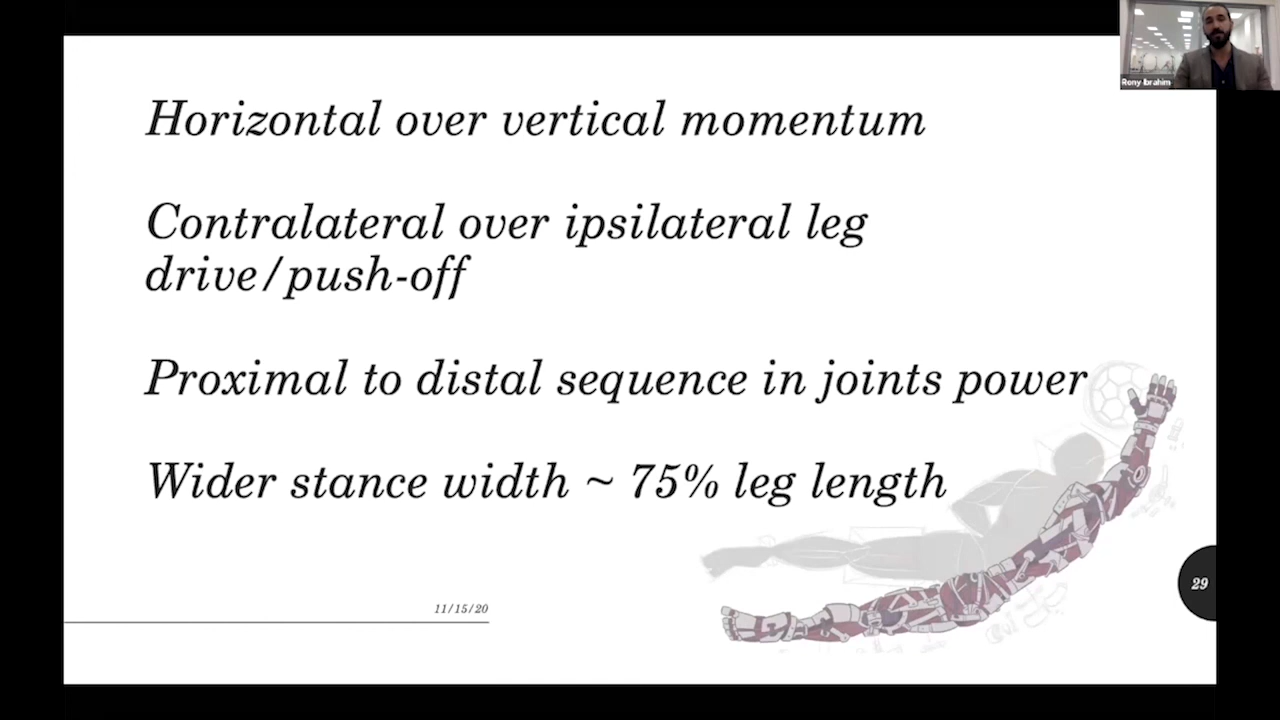 Rony Ibrahim
Horizontal over vertical momentum
Contralateral over ipsilateral leg
drive/push-off
Proximal to distal sequence in joints power
Wider stance width ~ 75% leg length
29
11/15/20